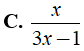 C. x
3x – 1